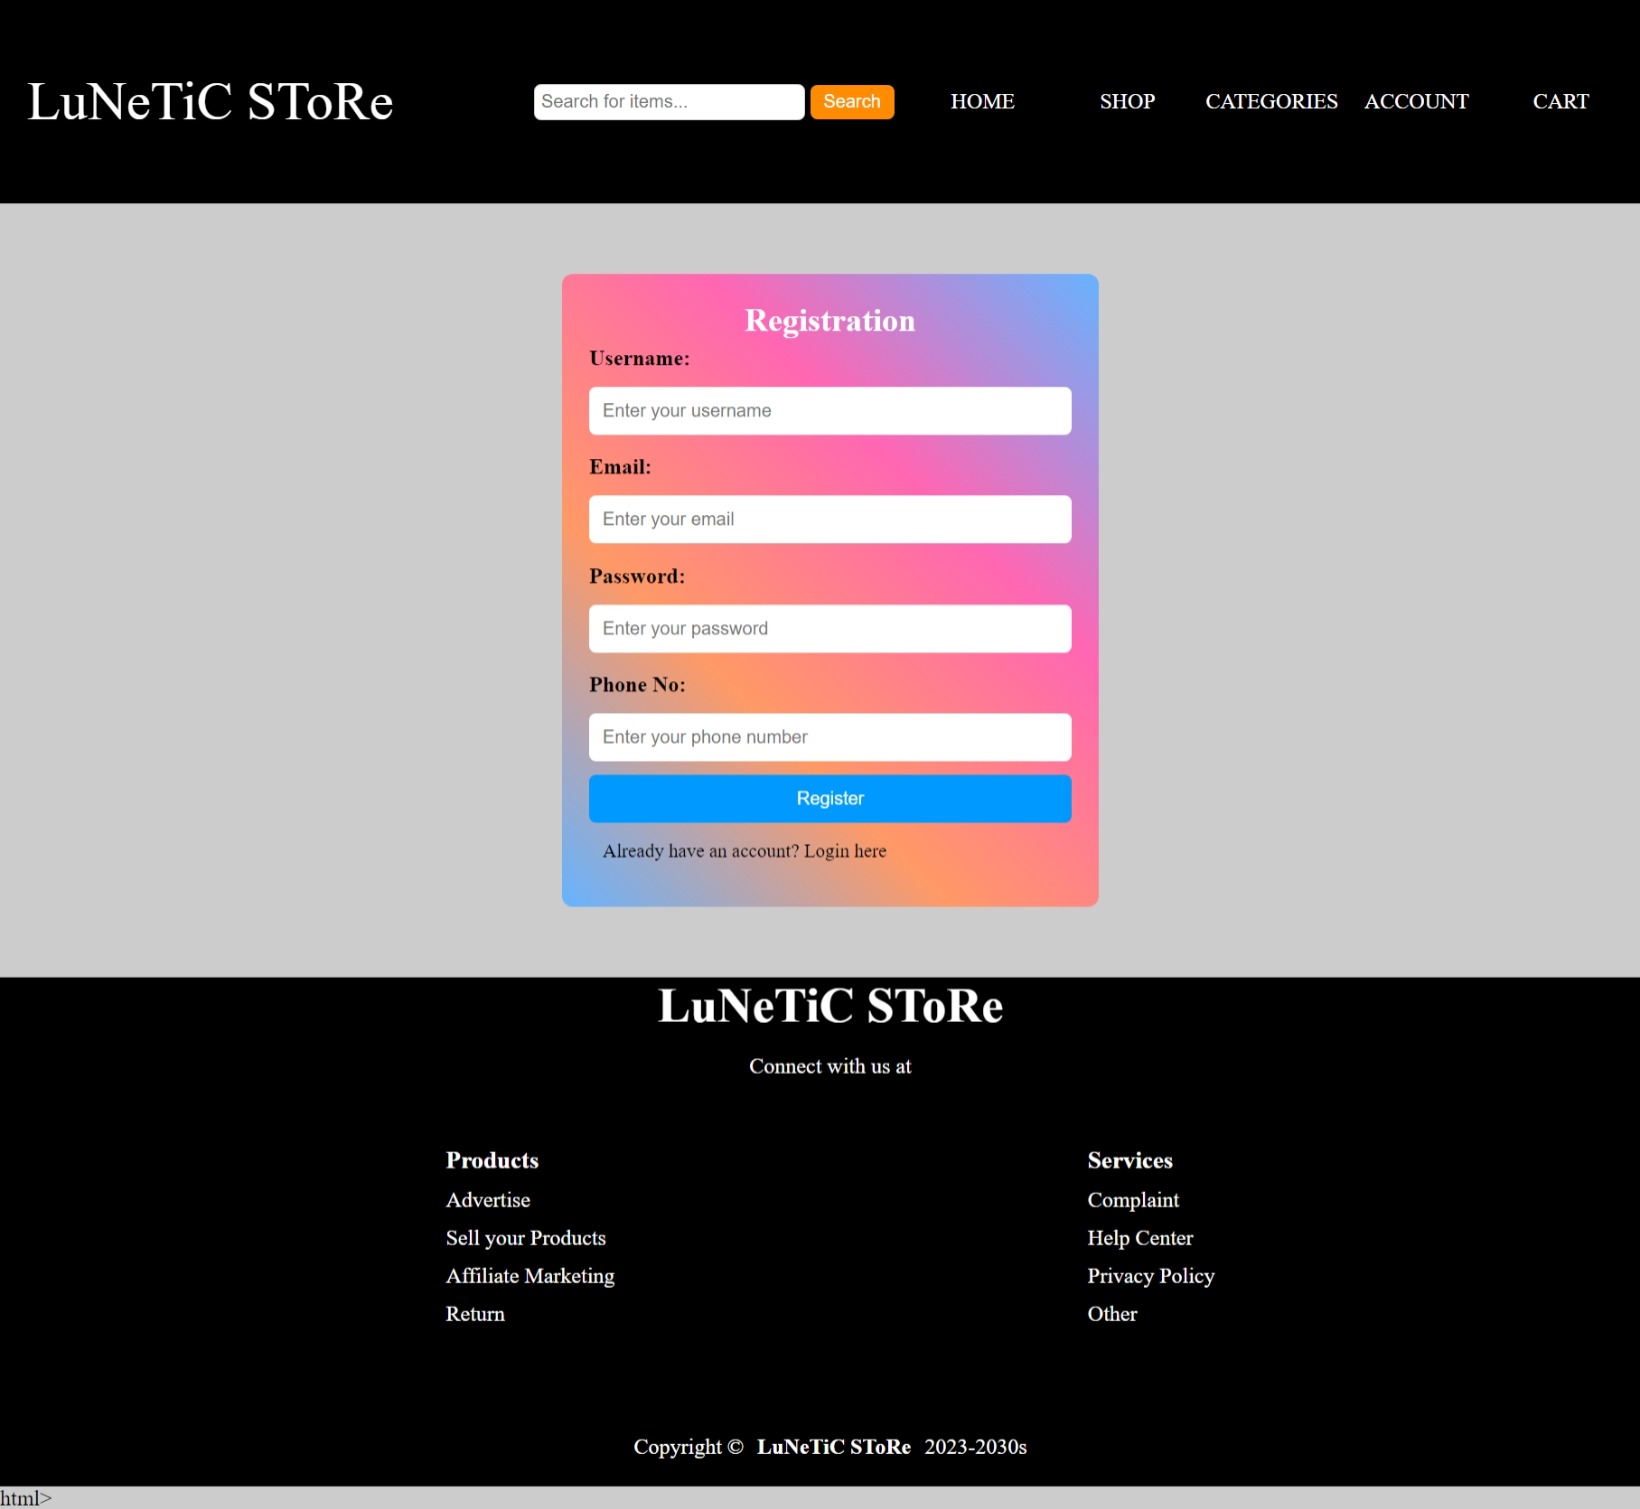 LuNeTiC SToRe
Search for items... Search HOME SHOP CATEGORIES ACCOUNT CART
Registration
Username:
Enter your username
Email:
Enter your email
Password:
Enter your password
Phone No:
Enter your phone number
Register
Already have an account? Login here
LuNeTiC SToRe
Connect with us at
Products
Advertise
Sell your Products
Affiliate Marketing
Return
Services
Complaint
Help Center
Privacy Policy
Other
Copyright © LuNeTiC SToRe 2023-2030s
html>